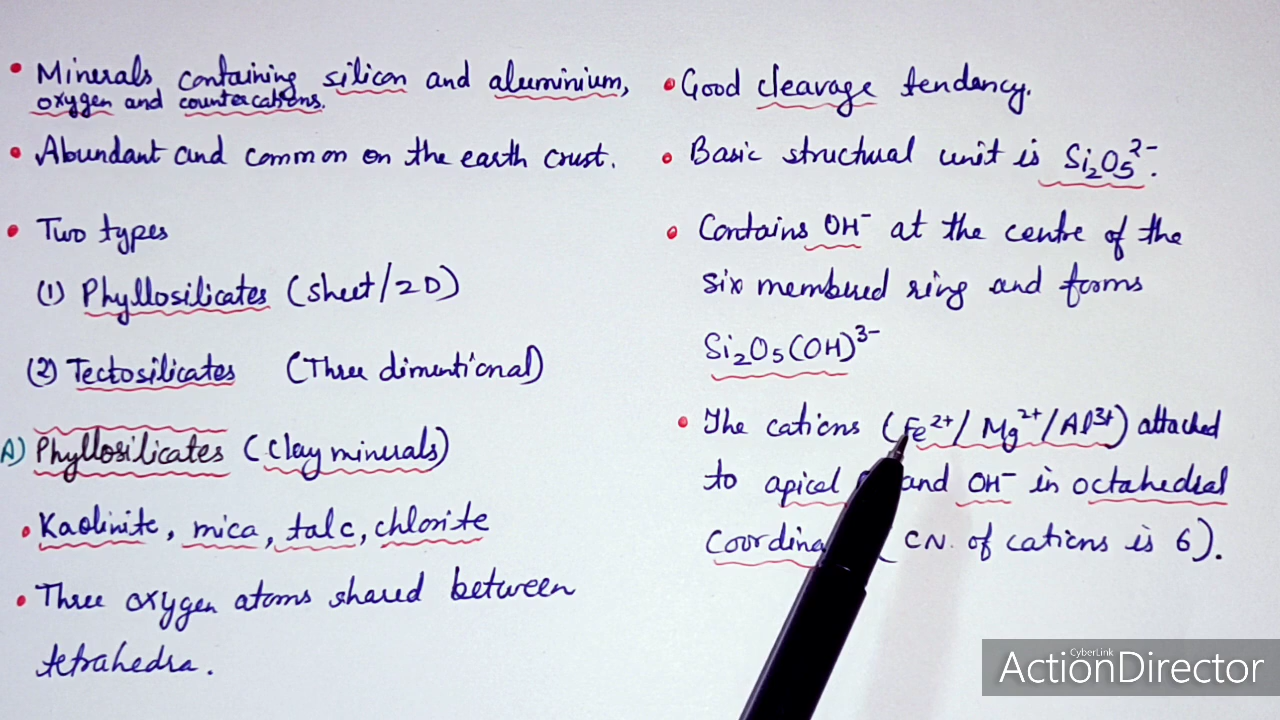 • Minerals containing silicon and aluminium,
oxygen and countercations.
• Abundant and common on the earth crust.
• Two types
(1) Phyllosilicates (sheet/2D)
(2) Tectosilicates (Three dimentional)
A) Phyllosilicates (clay minerals)
• Kaolinite, mica, talc, chlorite
• Three oxygen atoms shared between
tetrahedra.
• Good cleavage tendency.
• Basic structural unit is Si₂O₅²⁻.
• Contains OH⁻ at the centre of the
six membered ring and forms
Si₂O₅(OH)³⁻
• The cations (Fe²⁺/ Mg²⁺/Al³⁺) attached
to apical and OH⁻ in octahedral
CN. of cations is 6).
CyberLink
ActionDirector